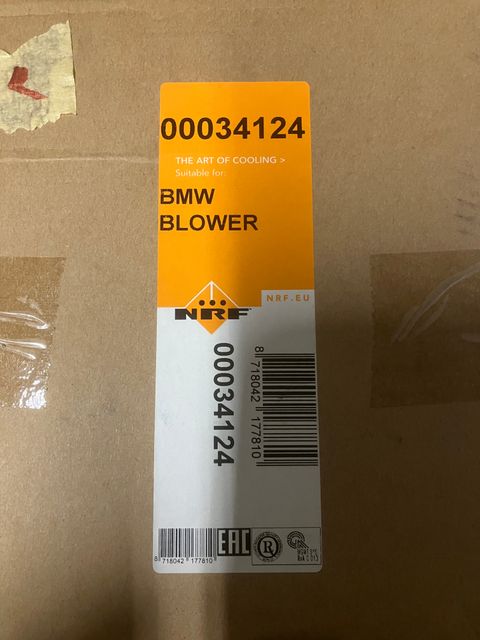 00034124
THE ART OF COOLING >
Suitable for:
BMW
BLOWER
NRF.EU
NRF
00034124
8 718042 177810
8 718042 177810
EAC
R